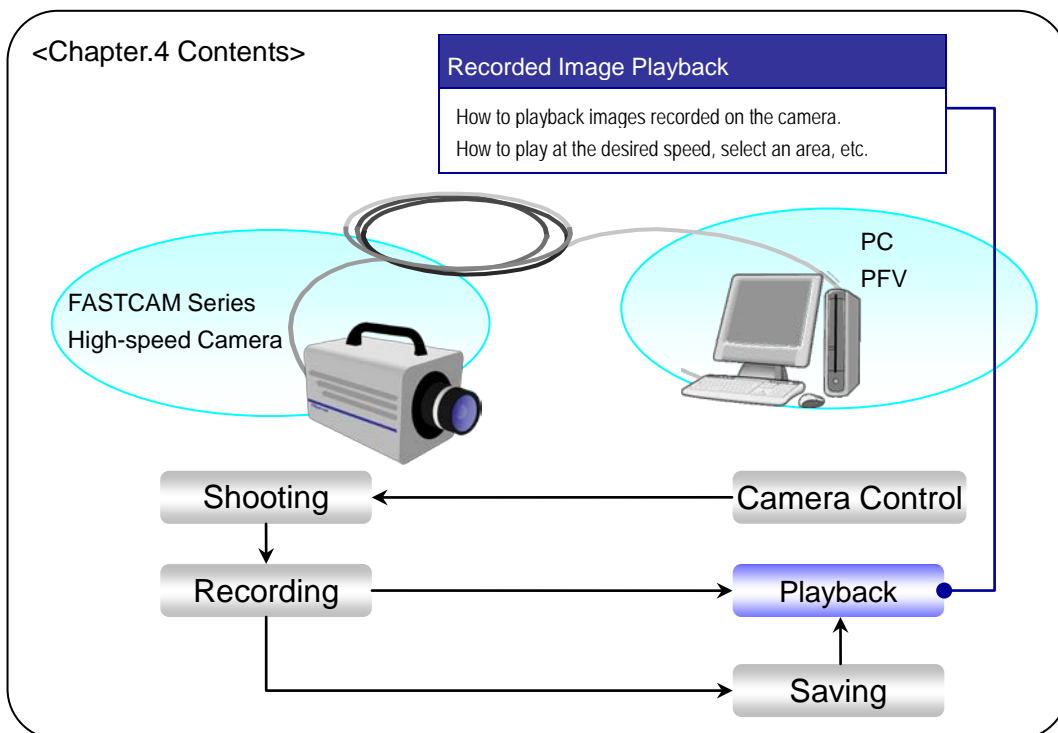 <Chapter.4 Contents>
Recorded Image Playback
How to playback images recorded on the camera.
How to play at the desired speed, select an area, etc.
PC
PFV
FASTCAM Series
High-speed Camera
Shooting
Camera Control
Recording
Playback
Saving